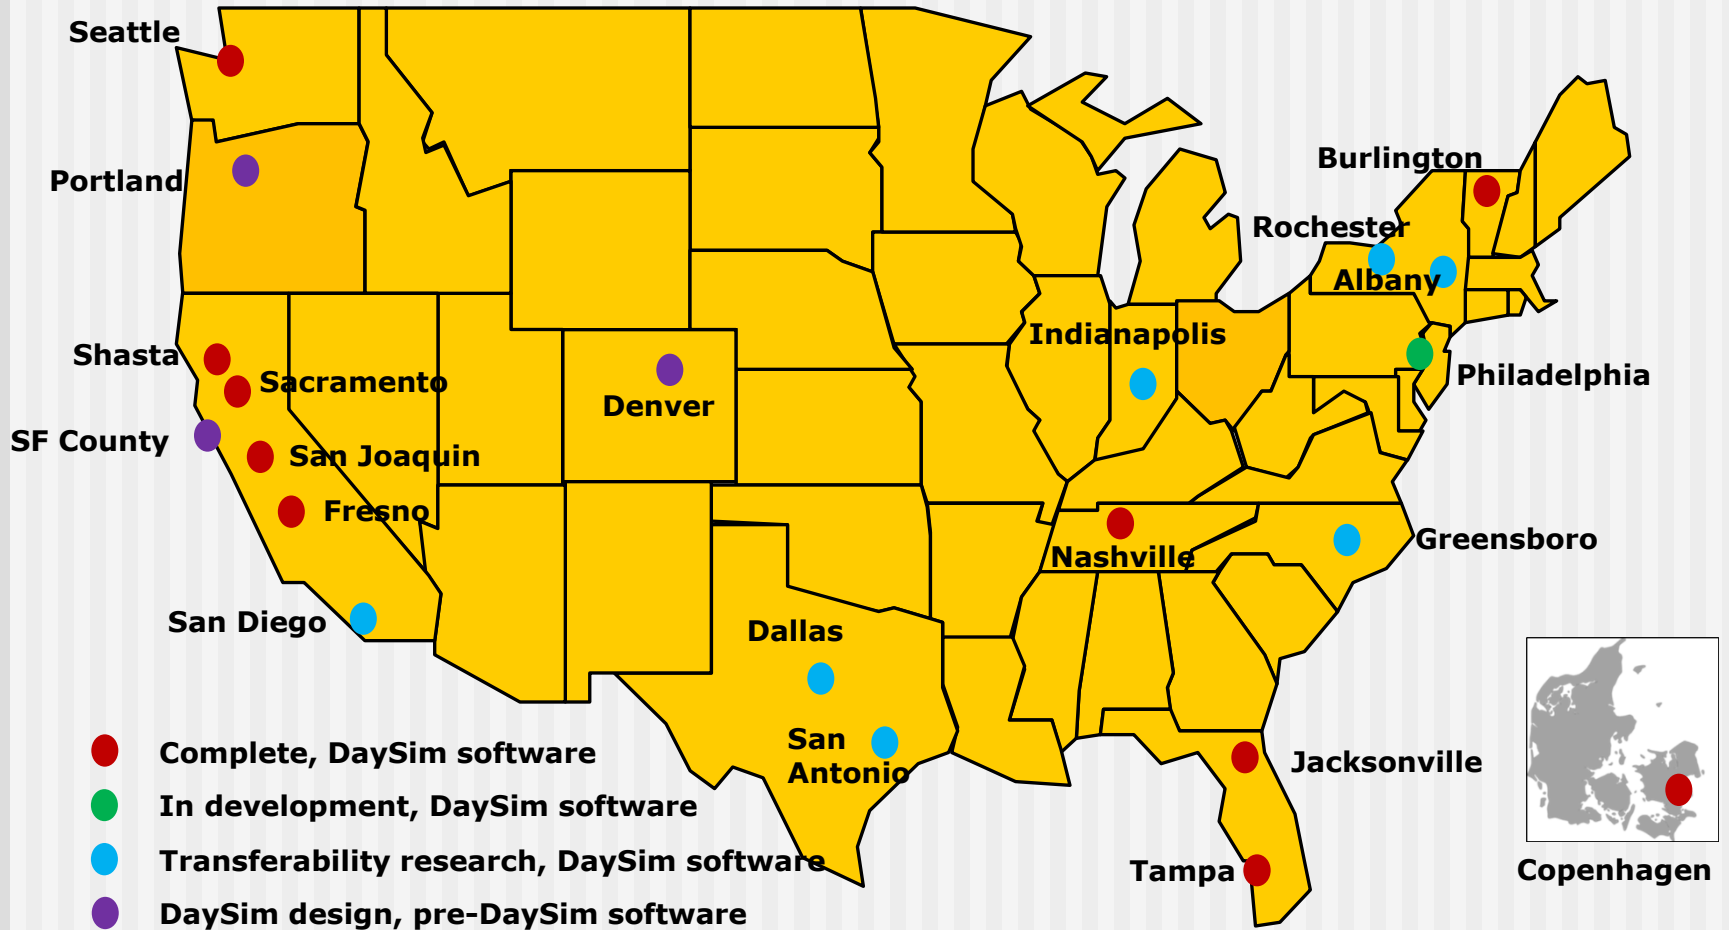 Seattle
Burlington
Portland
Rochester
Albany
Indianapolis
Shasta
Sacramento
Philadelphia
Denver
SF County
San Joaquin
Fresno
Greensboro
Nashville
San Diego
Dallas
San
Antonio
Jacksonville
Tampa
Copenhagen
Complete, DaySim software
In development, DaySim software
Transferability research, DaySim software
DaySim design, pre-DaySim software